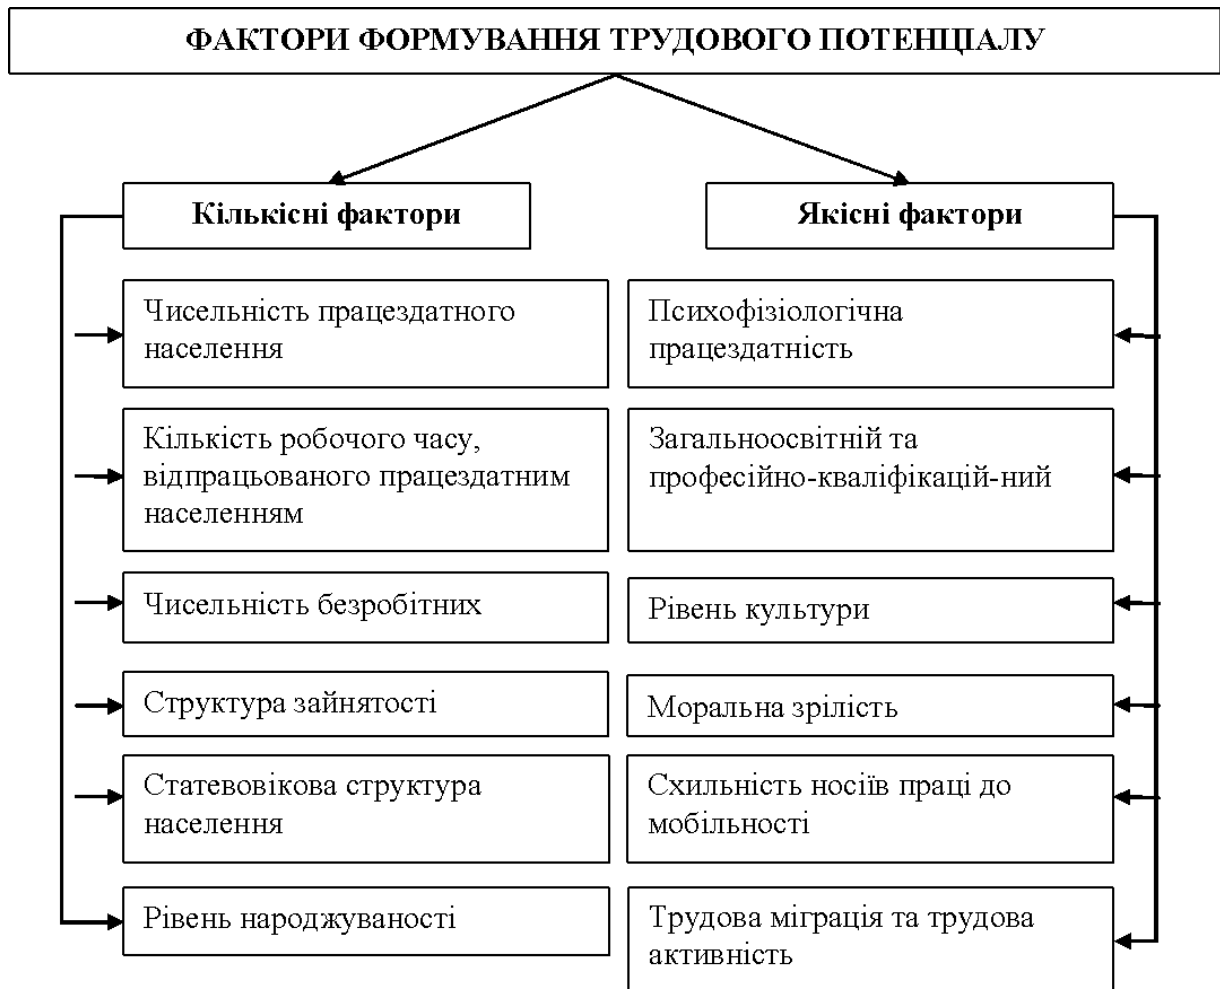 ФАКТОРИ ФОРМУВАННЯ ТРУДОВОГО ПОТЕНЦІАЛУ
Кількісні фактори
Якісні фактори
Чисельність працездатного
населення
Психофізіологічна
працездатність
Кількість робочого часу,
відпрацьованого працездатним
населенням
Загальноосвітній та
професійно-кваліфікацій-ний
Чисельність безробітних
Рівень культури
Структура зайнятості
Моральна зрілість
Статевовікова структура
населення
Схильність носіїв праці до
мобільності
Рівень народжуваності
Трудова міграція та трудова
активність